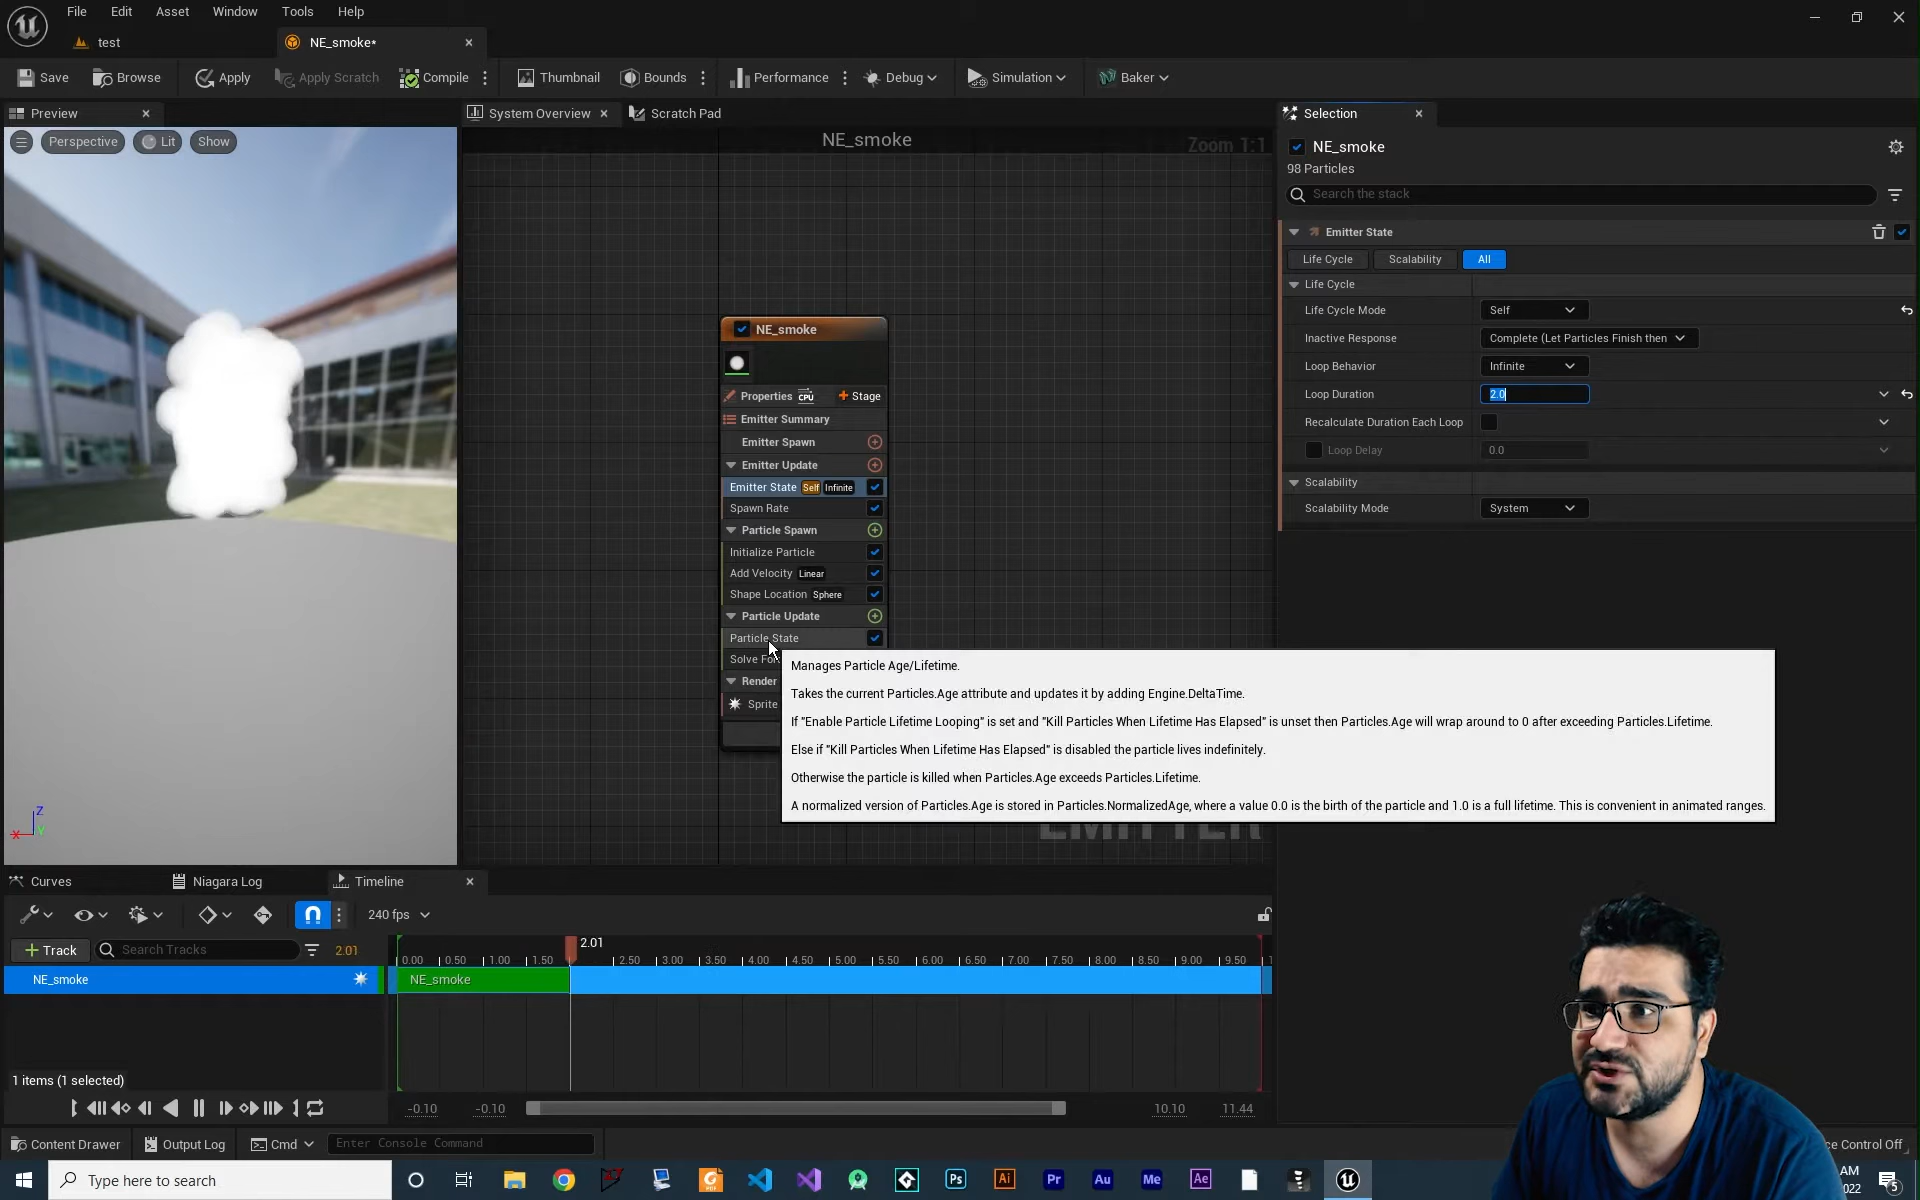 File Edit Asset Window Tools Help
test NE_smoke*
Save Browse Apply Apply Scratch Compile Thumbnail Bounds Performance Debug Simulation Baker
Preview
Perspective Lit Show
System Overview Scratch Pad
NE_smoke
Zoom 1:1
NE_smoke
Properties CPU Stage
Emitter Summary
Emitter Spawn
Emitter Update
Emitter State Self Infinite
Spawn Rate
Particle Spawn
Initialize Particle
Add Velocity Linear
Shape Location Sphere
Particle Update
Particle State
Solve
Render
Sprite
Manages Particle Age/Lifetime.
Takes the current Particles.Age attribute and updates it by adding Engine.DeltaTime.
If "Enable Particle Lifetime Looping" is set and "Kill Particles When Lifetime Has Elapsed" is unset then Particles.Age will wrap around to 0 after exceeding Particles.Lifetime.
Else if "Kill Particles When Lifetime Has Elapsed" is disabled the particle lives indefinitely.
Otherwise the particle is killed when Particles.Age exceeds Particles.Lifetime.
A normalized version of Particles.Age is stored in Particles.NormalizedAge, where a value 0.0 is the birth of the particle and 1.0 is a full lifetime. This is convenient in animated ranges.
EMITTER
Selection
NE_smoke
98 Particles
Search the stack
Emitter State
Life Cycle Scalability All
Life Cycle
Life Cycle Mode Self
Inactive Response Complete (Let Particles Finish then
Loop Behavior Infinite
Loop Duration 2.0
Recalculate Duration Each Loop
Loop Delay 0.0
Scalability
Scalability Mode System
Z
X
Y
Curves Niagara Log Timeline
240 fps
Track Search Tracks 2.01
2.01
0.00 0.50 1.00 1.50 2.50 3.00 3.50 4.00 4.50 5.00 5.50 6.00 6.50 7.00 7.50 8.00 8.50 9.00 9.50
NE_smoke NE_smoke
1 items (1 selected)
-0.10 -0.10 10.10 11.44
Content Drawer Output Log Cmd Enter Console Command
ce Control Off
Type here to search
Ps Ai Pr Au Me Ae
AM
2022
5